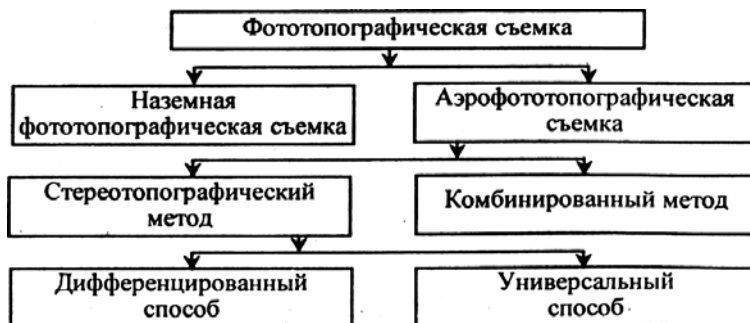 Фототопографическая съемка
Наземная
фототопографическая съемка
Аэрофототопографическая
съемка
Стереотопографический
метод
Комбинированный метод
Дифференцированный
способ
Универсальный
способ